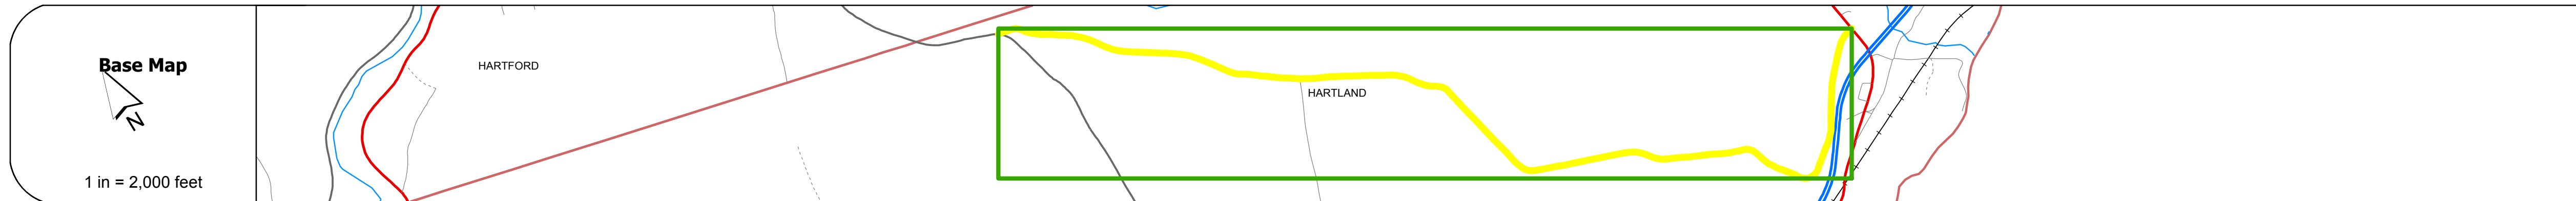 Base Map
N
1 in = 2,000 feet
HARTFORD
HARTLAND